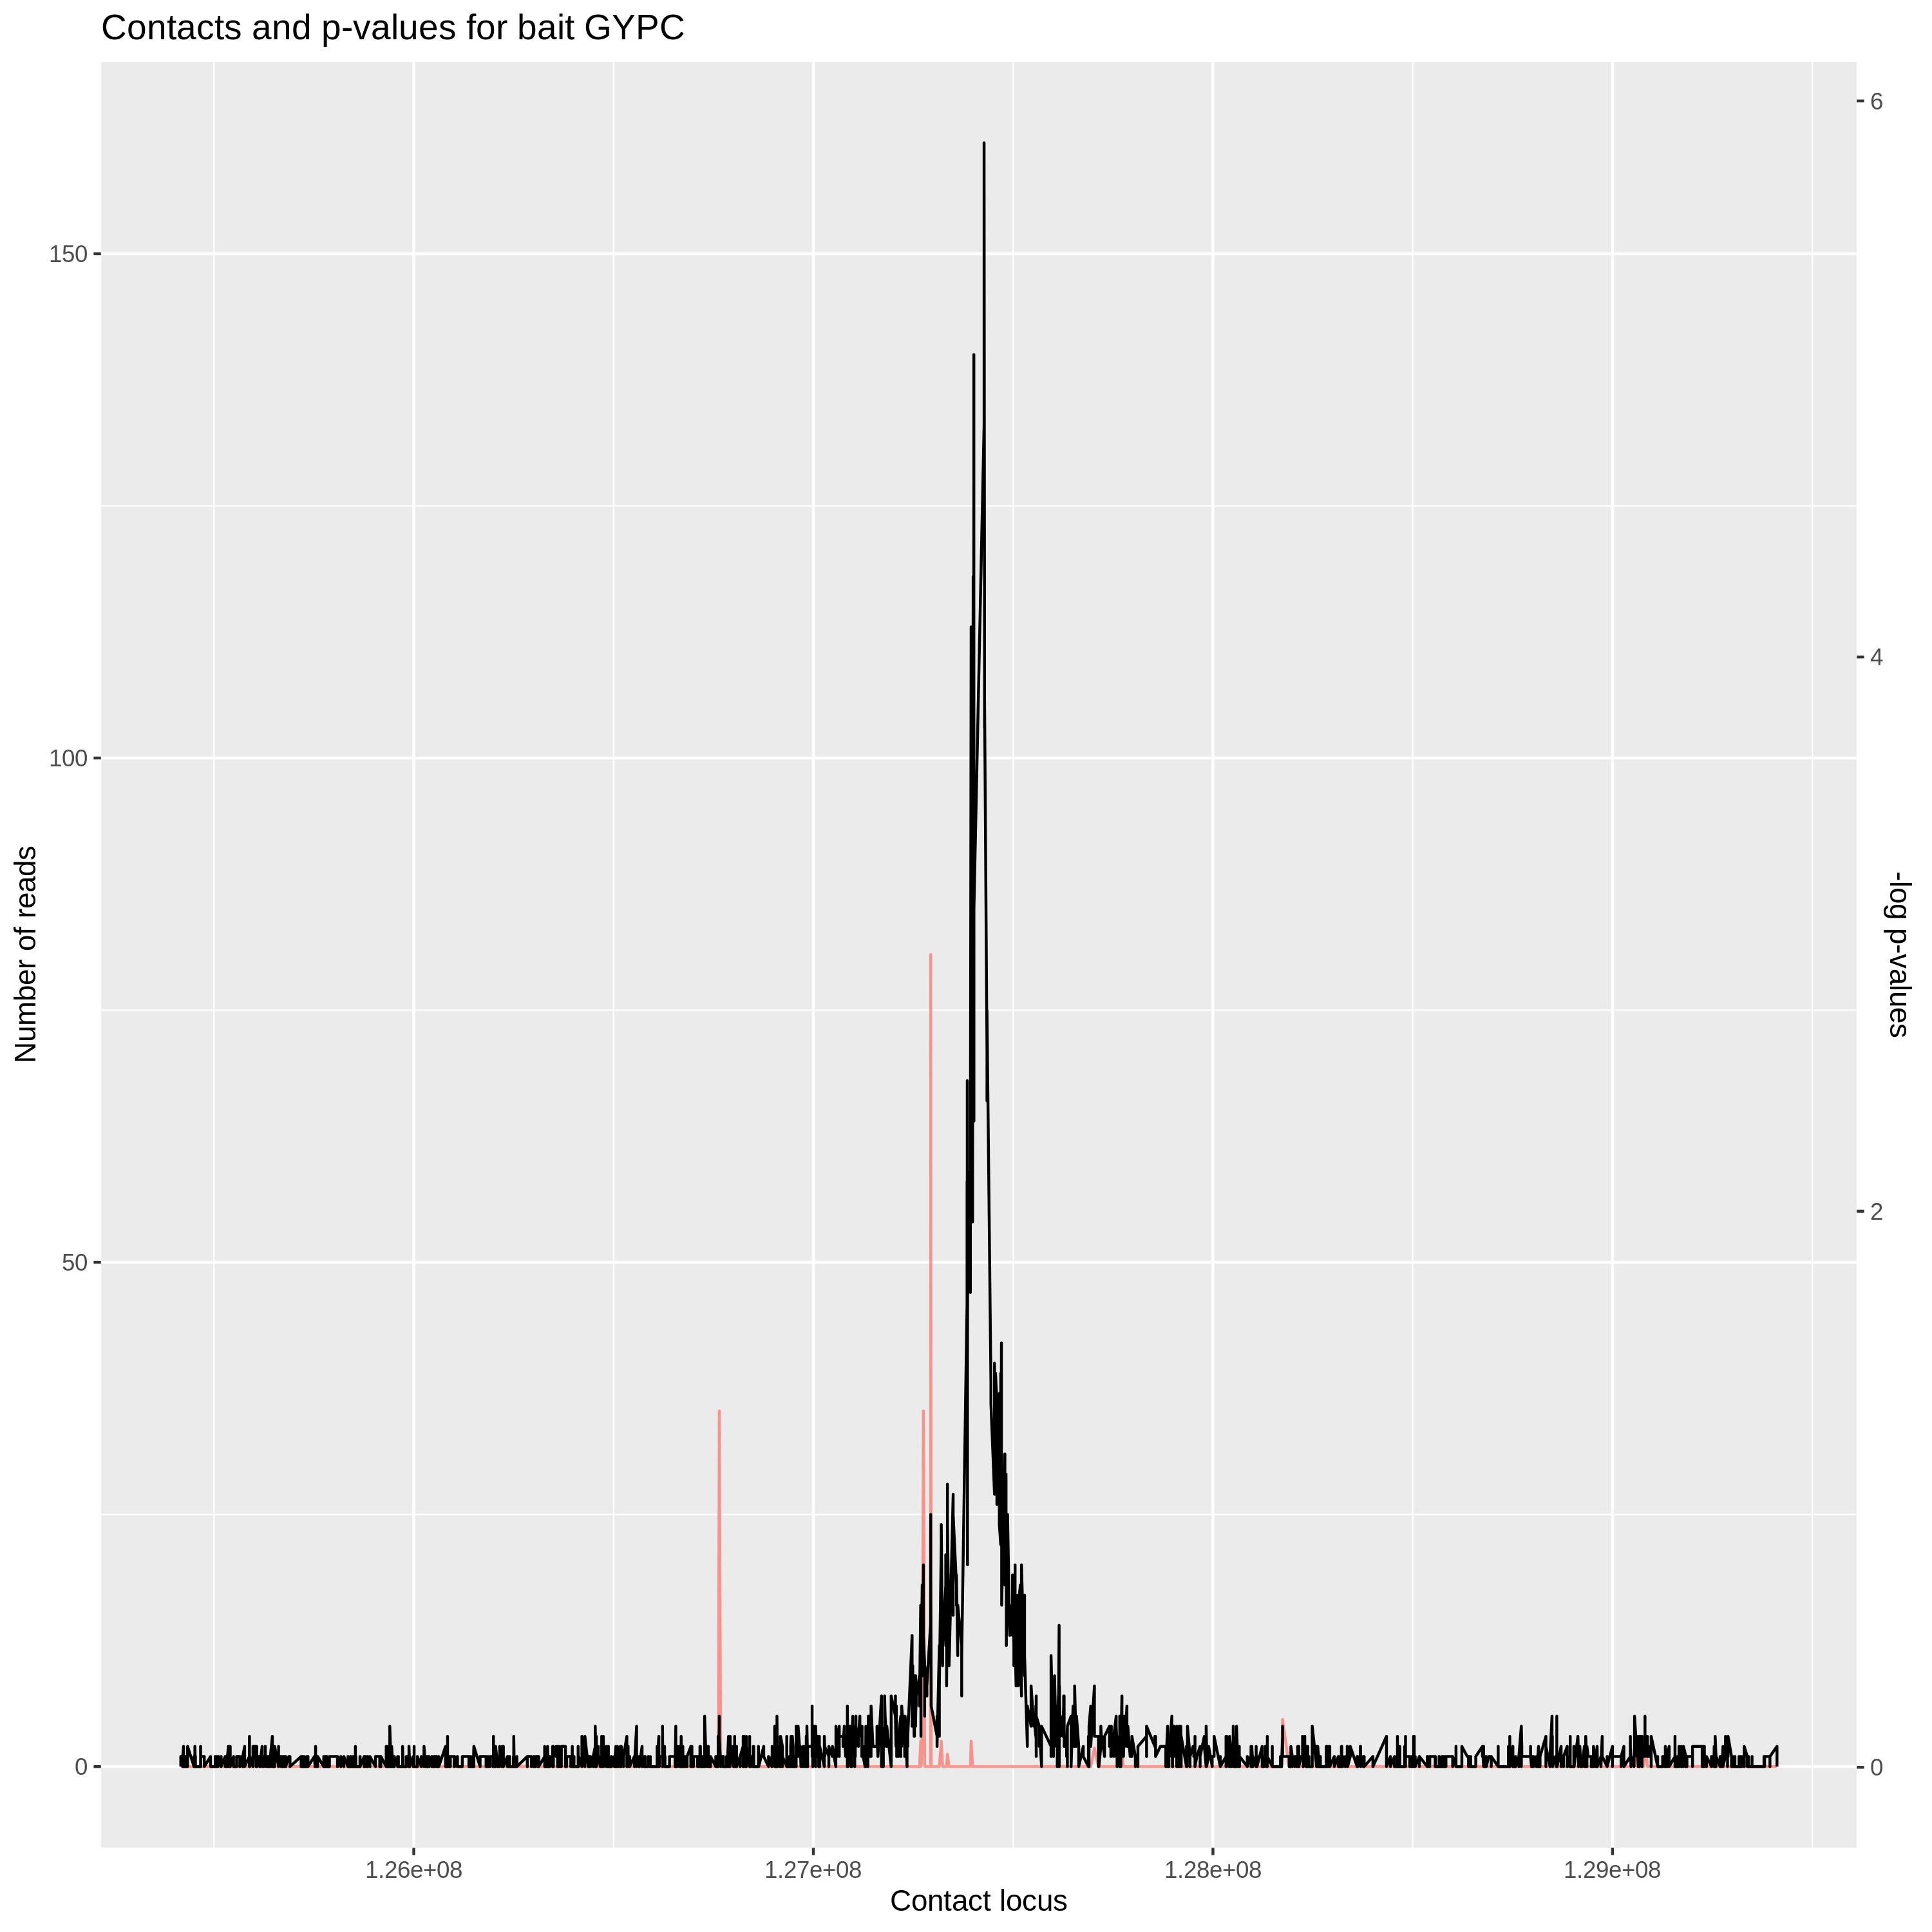 Contacts and p-values for bait GYPC
150
100
50
0
Number of reads
6
4
2
0
-log p-values
1.26e+08
1.27e+08
1.28e+08
1.29e+08
Contact locus